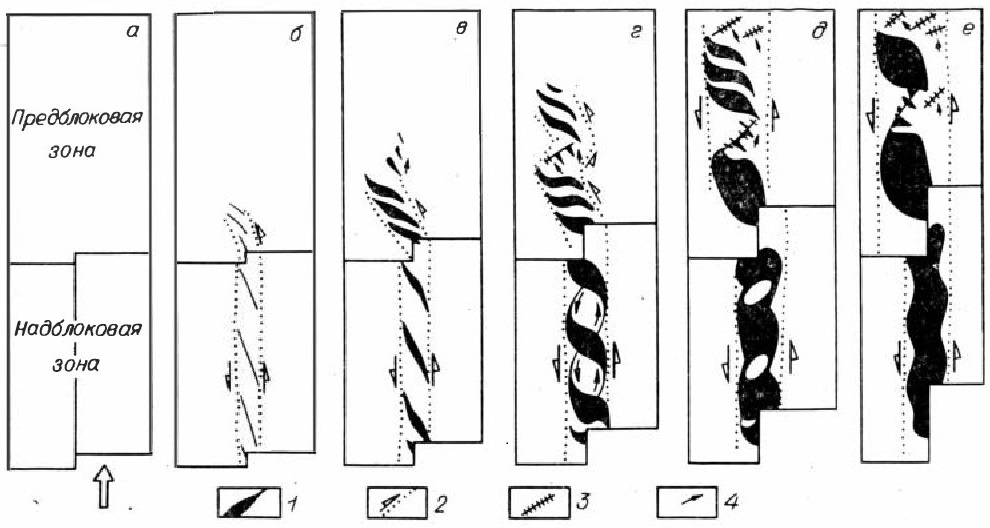 а
б
в
г
д
е
Предблоковая
зона
Надблоковая
зона
1
2
3
4